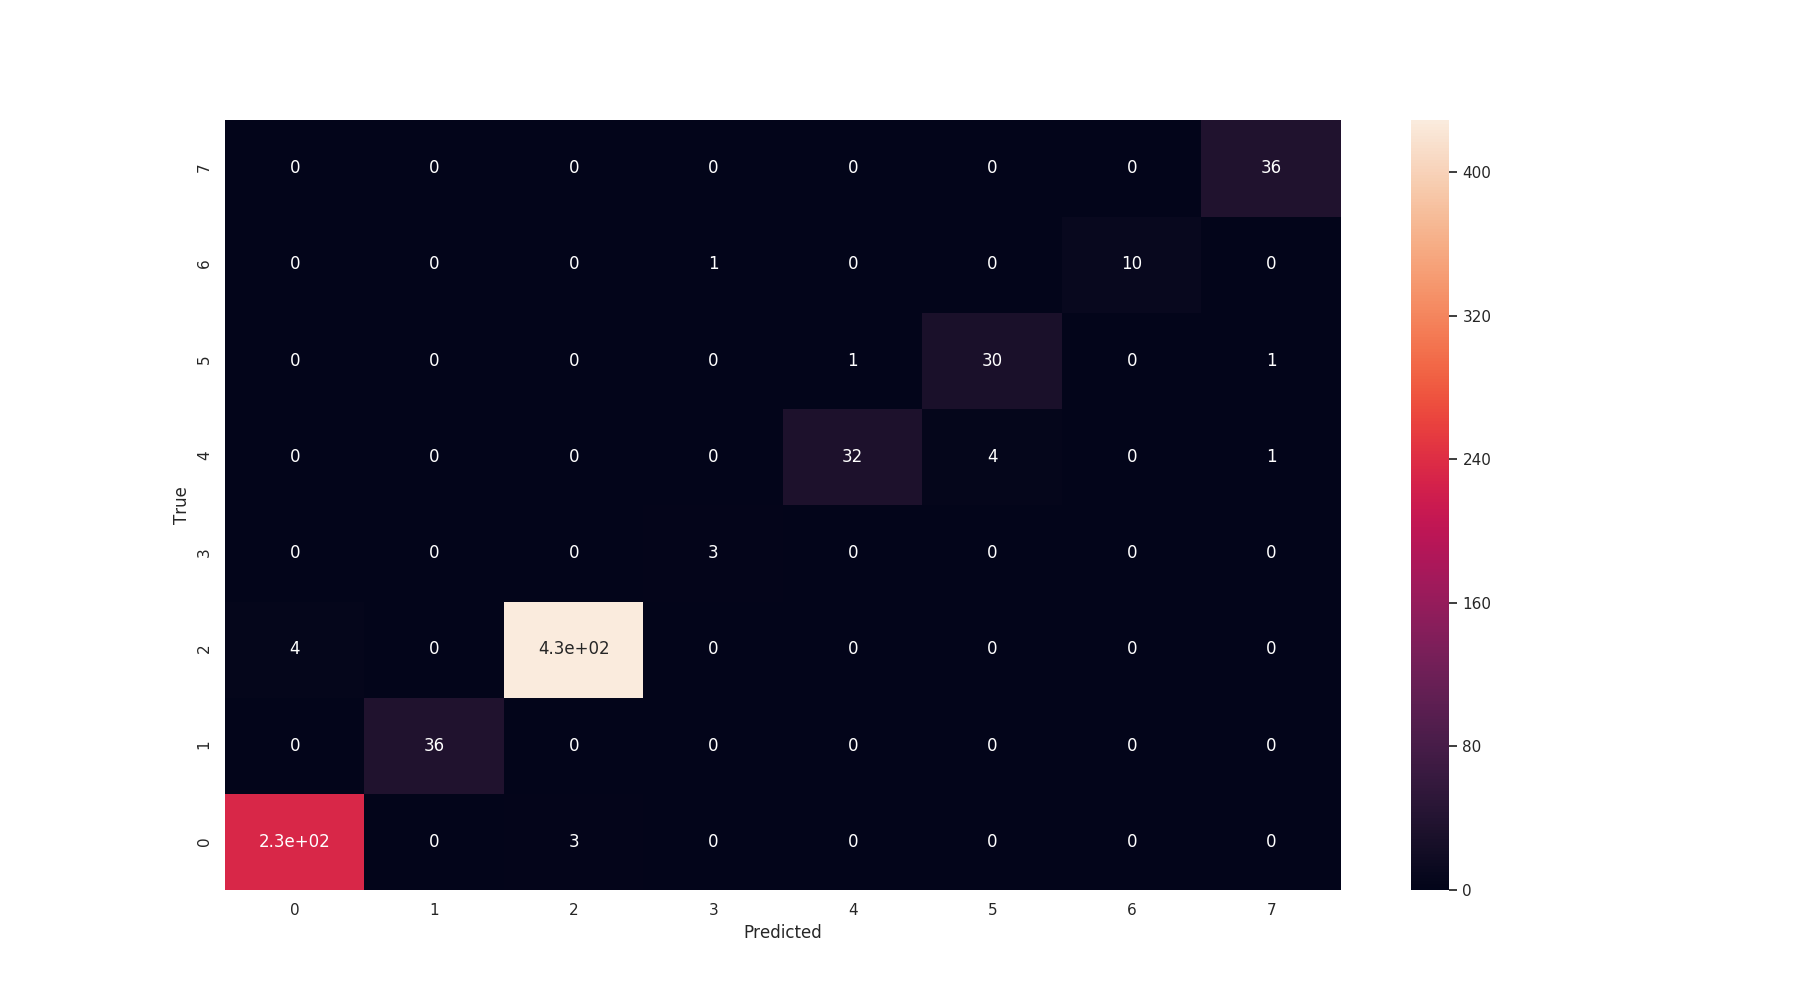 7 0 0 0 0 0 0 0 36
6 0 0 0 1 0 0 10 0
5 0 0 0 0 1 30 0 1
4 0 0 0 0 32 4 0 1
3 0 0 0 3 0 0 0 0
2 4 0 4.3e+02 0 0 0 0 0
1 0 36 0 0 0 0 0 0
0 2.3e+02 0 3 0 0 0 0 0
True
0 1 2 3 4 5 6 7
Predicted
400
320
240
160
80
0